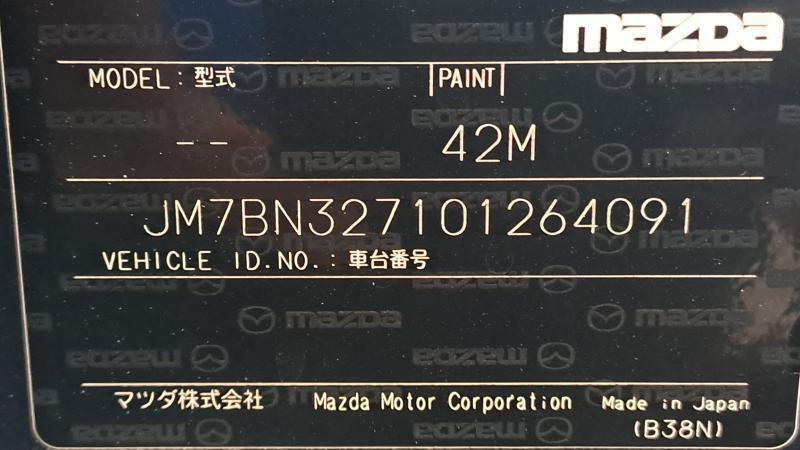 mazda
MODEL : 型式 |PAINT|
-- 42M
JM7BN327101264091
VEHICLE ID.NO.: 車台番号
マツダ株式会社 Mazda Motor Corporation Made in Japan
(B38N)